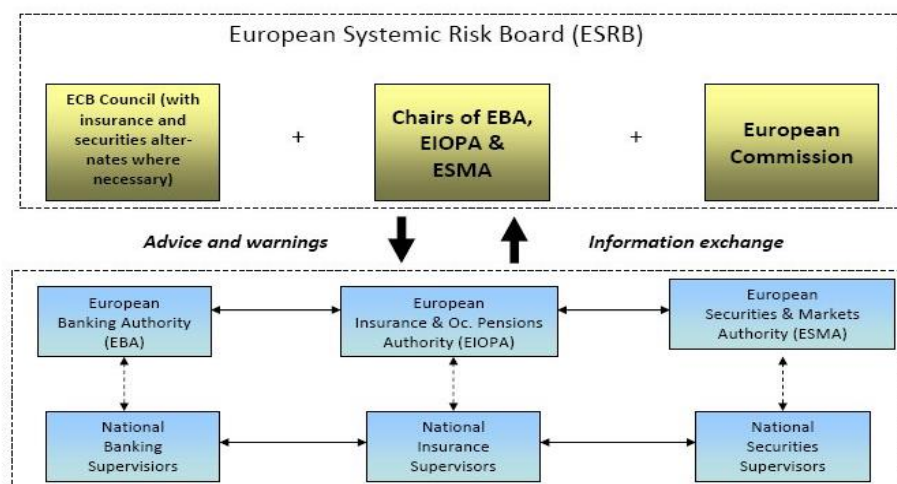 European Systemic Risk Board (ESRB)
ECB Council (with
insurance and
securities alter-
nates where
necessary)
+
Chairs of EBA,
EIOPA &
ESMA
+
European
Commission
Advice and warnings
Information exchange
European
Banking Authority
(EBA)
European
Insurance & Oc. Pensions
Authority (EIOPA)
European
Securities & Markets
Authority (ESMA)
National
Banking
Supervisiors
National
Insurance
Supervisors
National
Securities
Supervisors